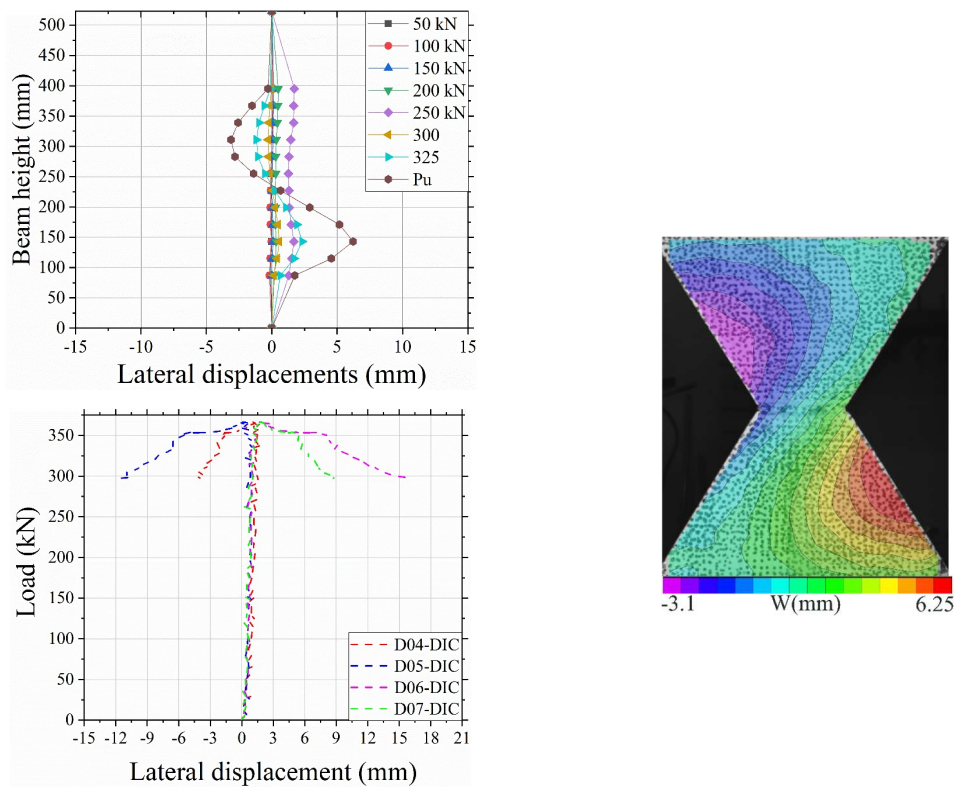 500
450
400
350
300
250
200
150
100
50
0
Beam height (mm)
50 kN
100 kN
150 kN
200 kN
250 kN
300
325
Pu
-15 -10 -5 0 5 10 15
Lateral displacements (mm)
350
300
250
200
150
100
50
0
Load (kN)
D04-DIC
D05-DIC
D06-DIC
D07-DIC
-15 -12 -9 -6 -3 0 3 6 9 12 15 18 21
Lateral displacement (mm)
-3.1 W(mm) 6.25